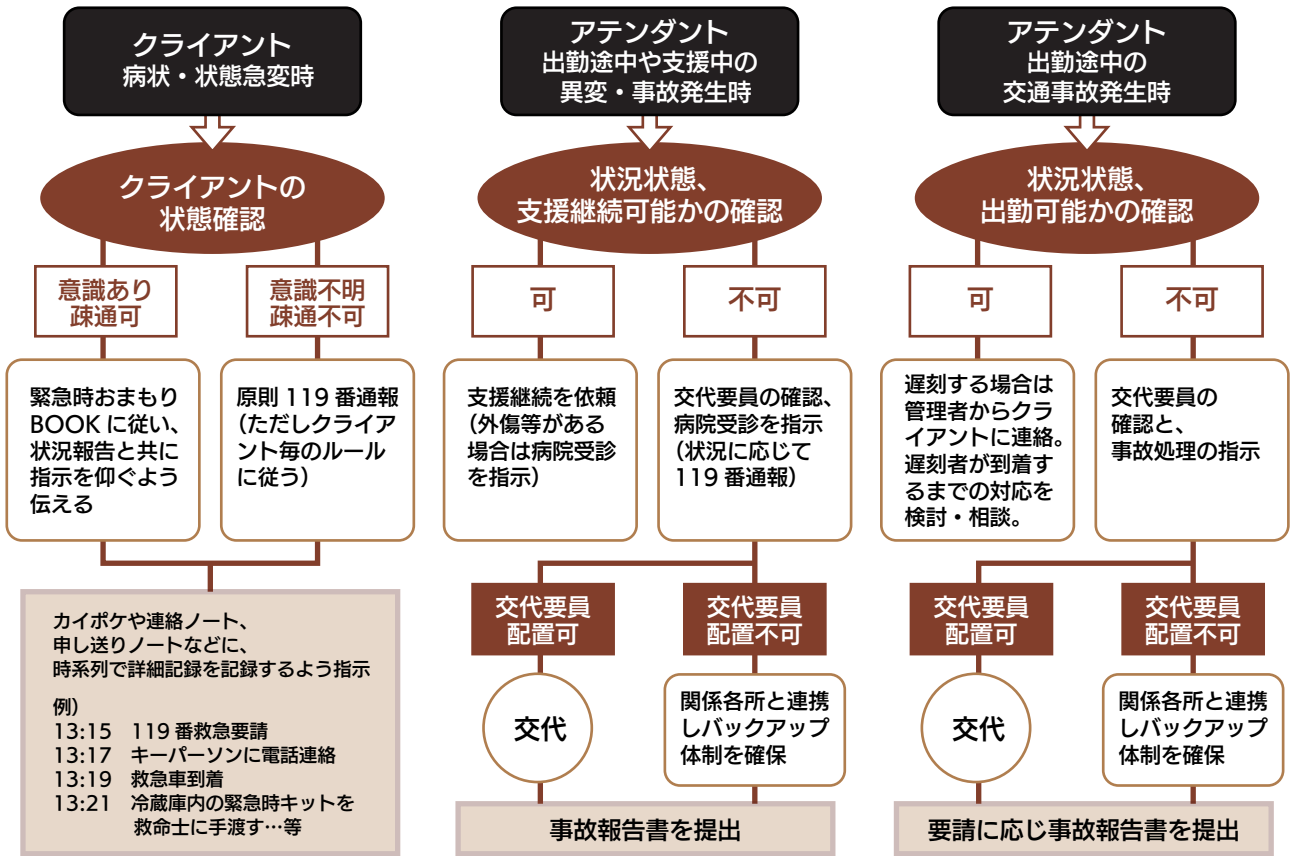 クライアント
病状・状態急変時
クライアントの
状態確認
意識あり
疎通可
意識不明
疎通不可
緊急時おまもり
BOOK に従い、
状況報告と共に
指示を仰ぐよう
伝える
原則 119 番通報
(ただしクライア
ント毎のルール
に従う)
カイポケや連絡ノート、
申し送りノートなどに、
時系列で詳細記録を記録するよう指示
例)
13:15 119 番救急要請
13:17 キーパーソンに電話連絡
13:19 救急車到着
13:21 冷蔵庫内の緊急時キットを
救命士に手渡す…等
アテンダント
出勤途中や支援中の
異変・事故発生時
状況状態、
支援継続可能かの確認
可
不可
支援継続を依頼
(外傷等がある
場合は病院受診
を指示)
交代要員の確認、
病院受診を指示
(状況に応じて
119 番通報)
交代要員
配置可
交代要員
配置不可
交代
関係各所と連携
しバックアップ
体制を確保
事故報告書を提出
アテンダント
出勤途中の
交通事故発生時
状況状態、
出勤可能かの確認
可
不可
遅刻する場合は
管理者からクラ
イアントに連絡。
遅刻者が到着す
るまでの対応を
検討・相談。
交代要員の
確認と、
事故処理の指示
交代要員
配置可
交代要員
配置不可
交代
関係各所と連携
しバックアップ
体制を確保
要請に応じ事故報告書を提出